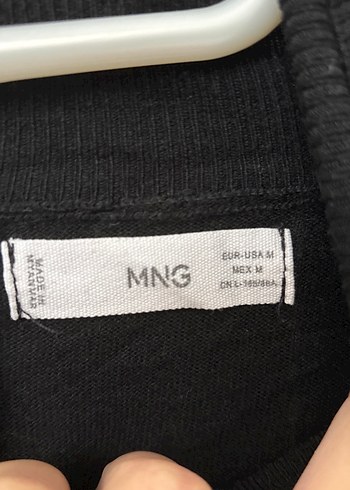 MADE IN
MYANMAR
MNG
EUR-USA M
MEX M
CN L-165/88A